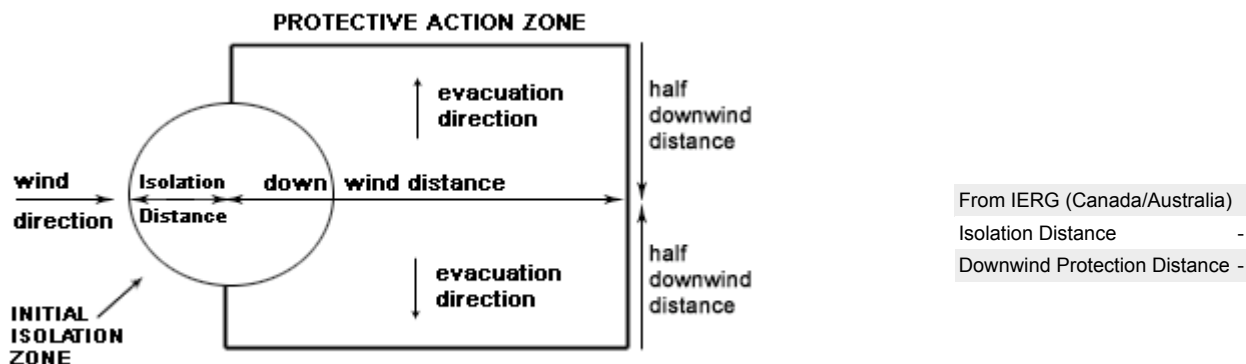 PROTECTIVE ACTION ZONE
evacuation
direction
half
downwind
distance
wind
direction
Isolation
Distance
down wind distance
evacuation
direction
half
downwind
distance
INITIAL
ISOLATION
ZONE
From IERG (Canada/Australia)
Isolation Distance -
Downwind Protection Distance -